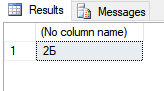 Results Messages
(No column name)
1 2Б